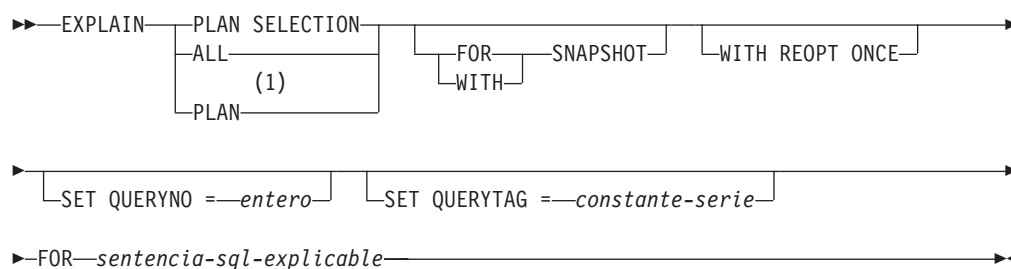 EXPLAIN PLAN SELECTION
ALL FOR SNAPSHOT WITH REOPT ONCE
(1) WITH
PLAN
SET QUERYNO = entero SET QUERYTAG = constante-serie
FOR sentencia-sql-explicable